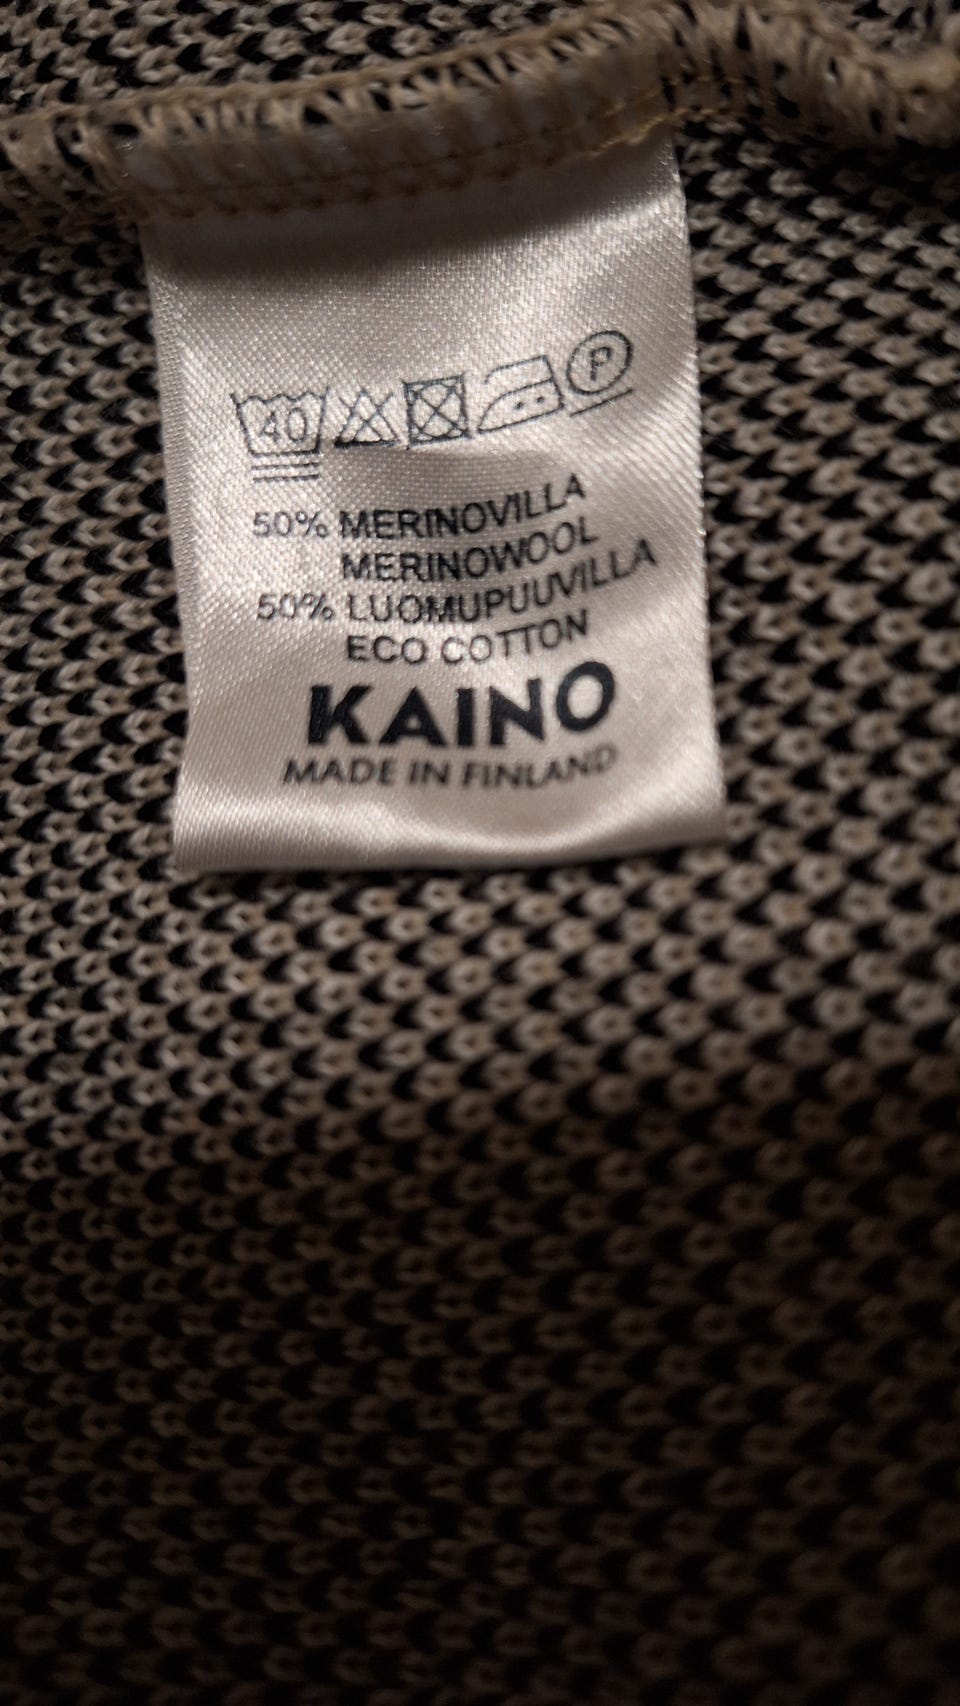 40
P
50% MERINOVILLA
MERINOWOOL
50% LUOMUPUUVILLA
ECO COTTON
KAINO
MADE IN FINLAND